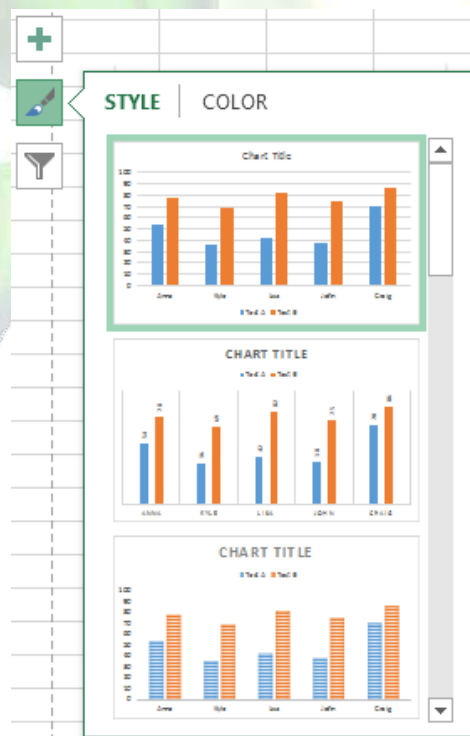 STYLE COLOR
Chart Title
100
90
80
70
60
50
40
30
20
10
0
Anna Kyle Lisa John Craig
Test A Test B
CHART TITLE
Test A Test B
ANNA KYLE LISA JOHN CRAIG
CHART TITLE
Test A Test B
100
90
80
70
60
50
40
30
20
10
0
Anna Kyle Lisa John Craig